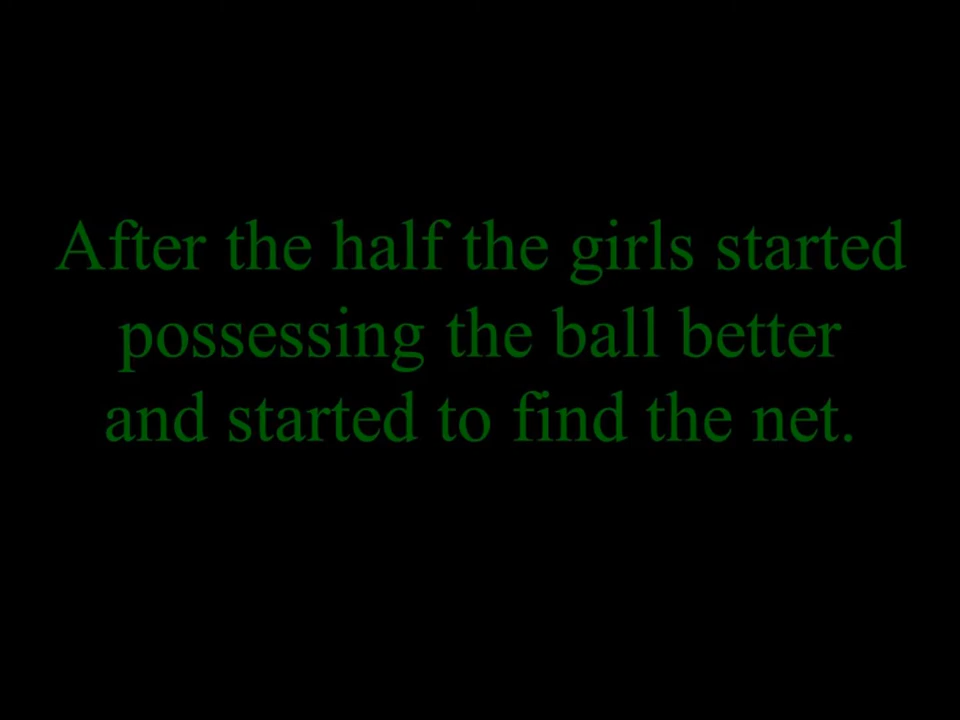 After the half the girls started
possessing the ball better
and started to find the net.